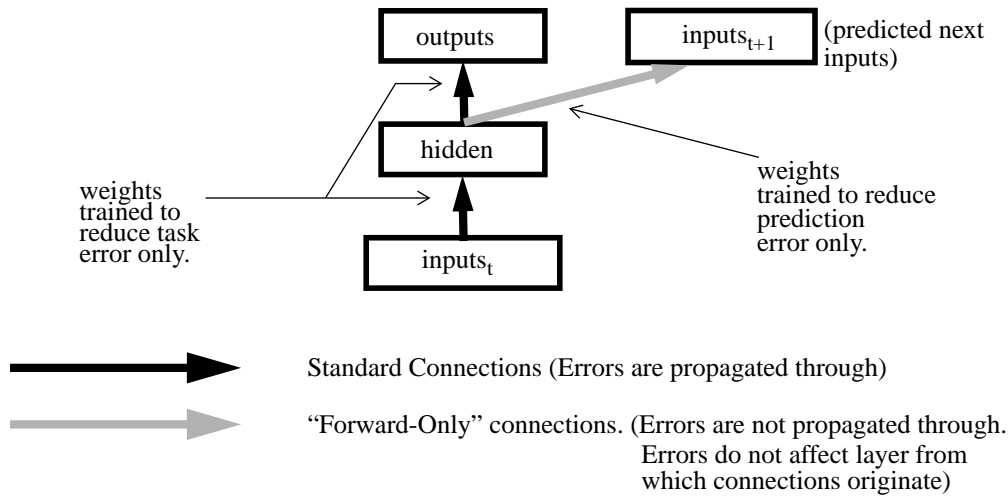 outputs
inputst+1
(predicted next
inputs)
hidden
weights
trained to
reduce task
error only.
weights
trained to reduce
prediction
error only.
inputst
Standard Connections (Errors are propagated through)
“Forward-Only” connections. (Errors are not propagated through.
Errors do not affect layer from
which connections originate)